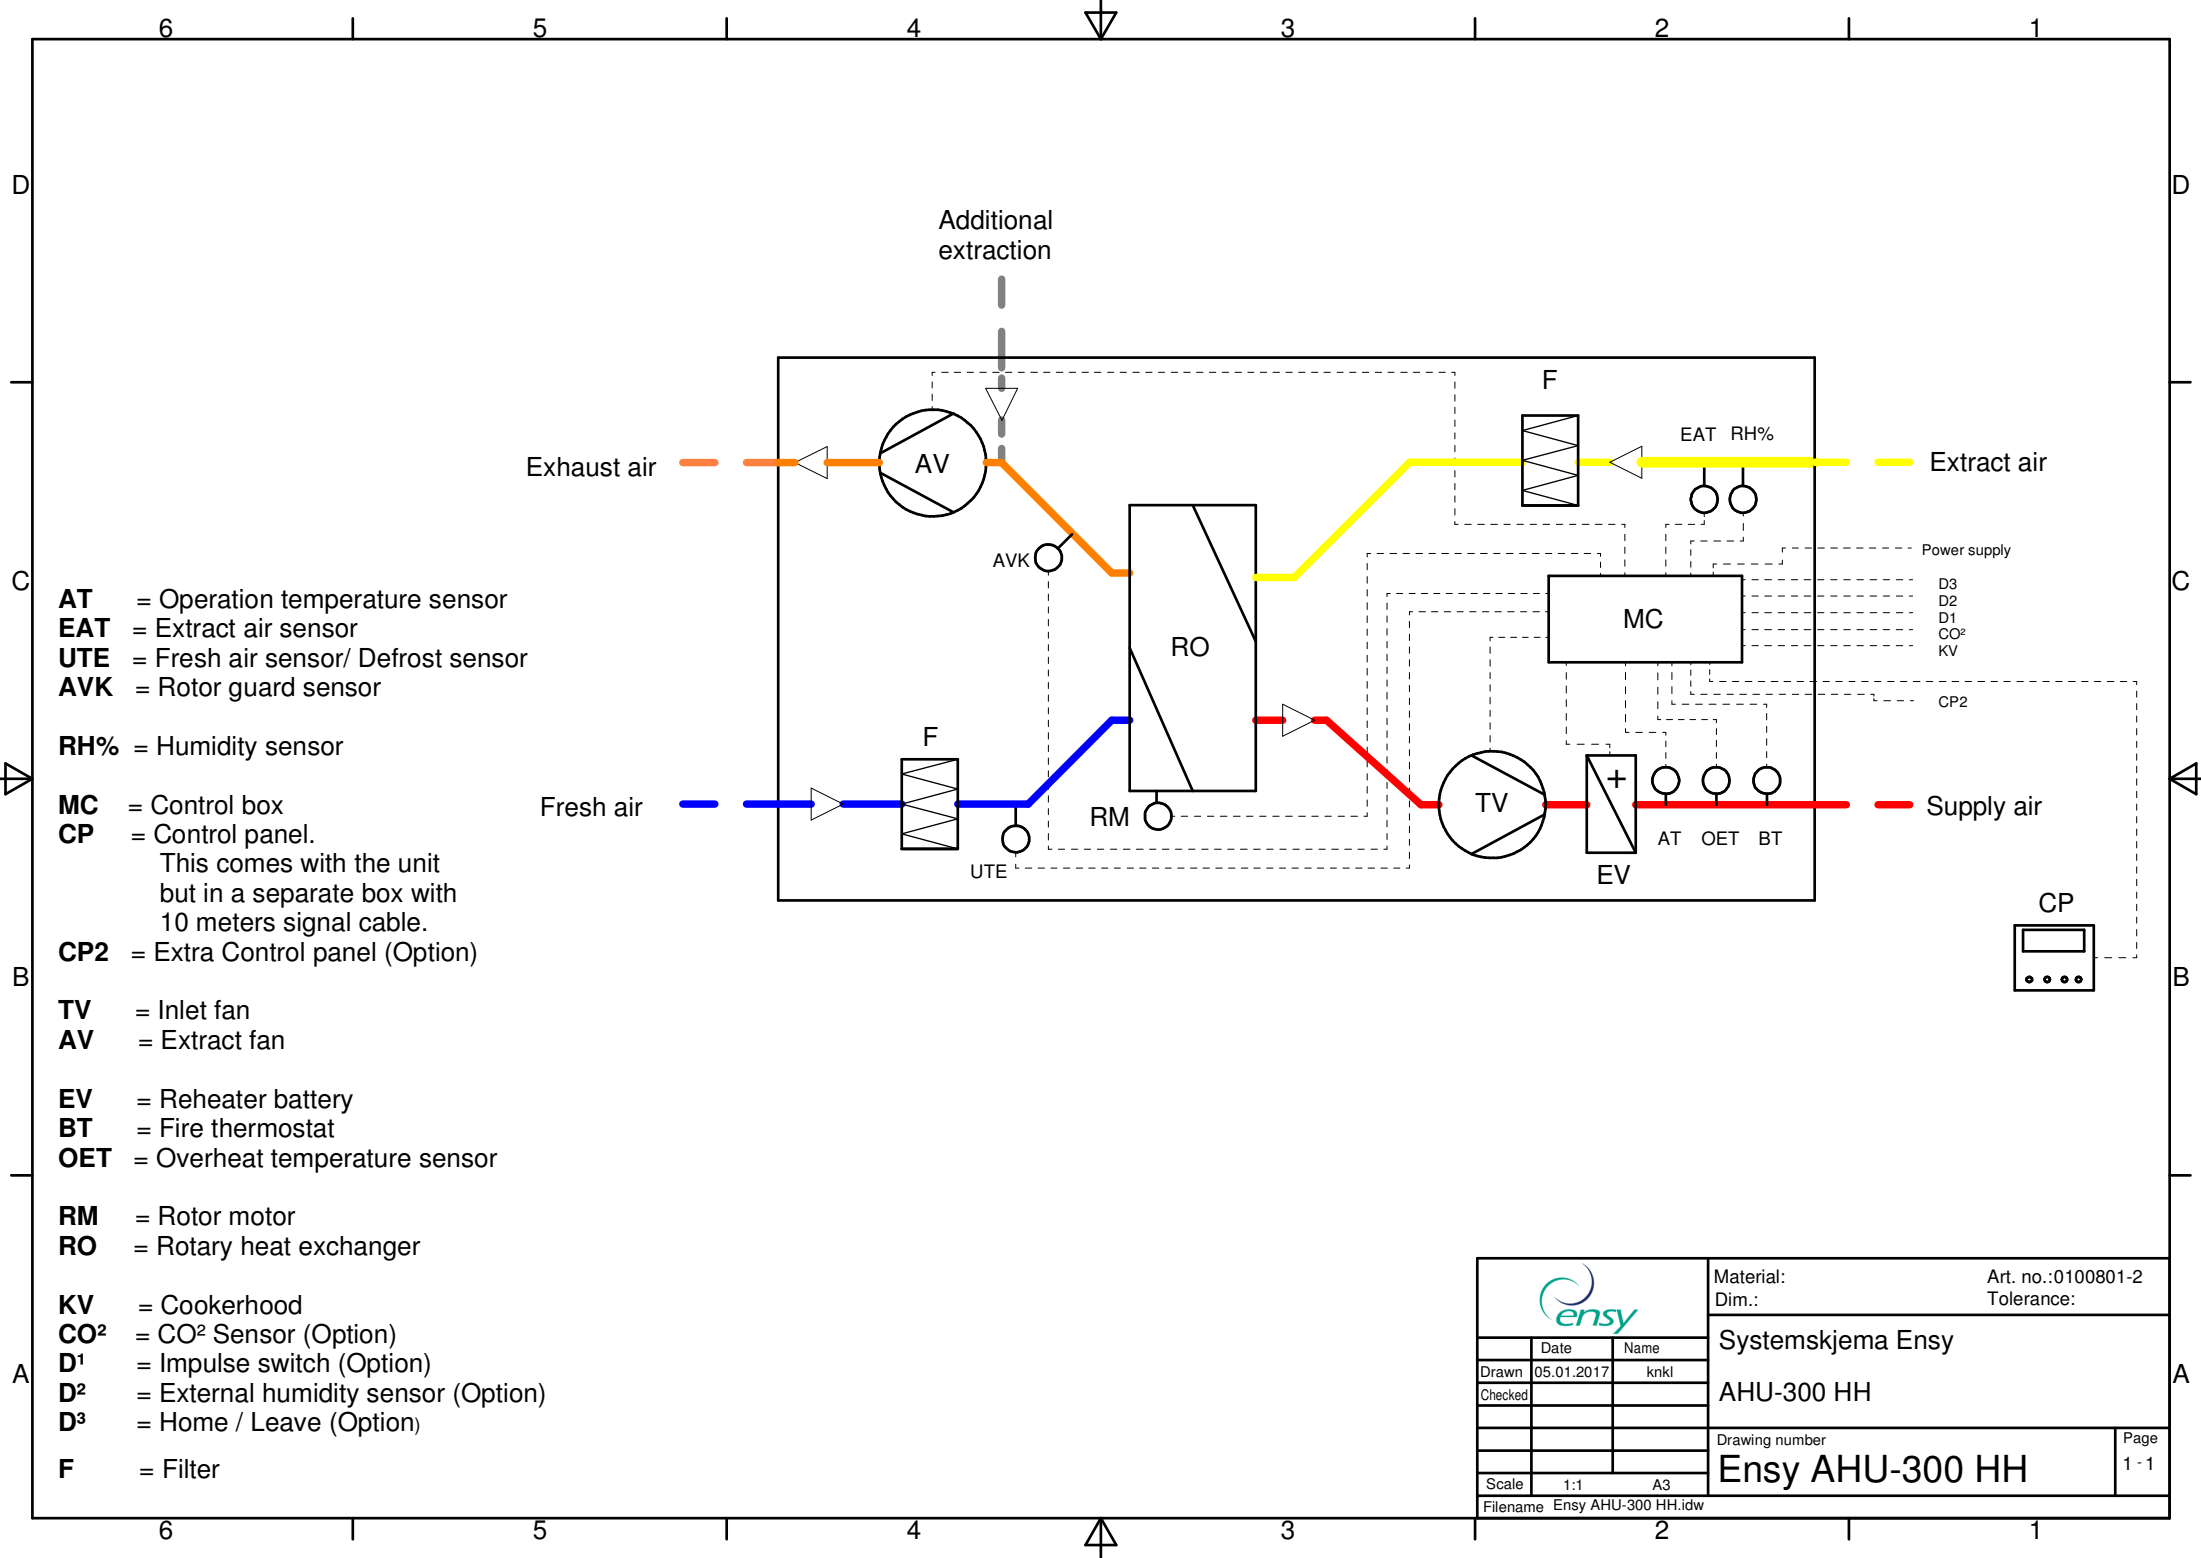 6 5 4 3 2 1
D D
Additional
extraction
F
EAT RH%
Exhaust air
AV
Extract air
AVK
Power supply
C C
D3
D2
D1
CO²
KV
MC
RO
CP2
F
Fresh air
RM
TV
Supply air
AT OET BT
UTE
EV
CP
AT = Operation temperature sensor
EAT = Extract air sensor
UTE = Fresh air sensor/ Defrost sensor
AVK = Rotor guard sensor
RH% = Humidity sensor
MC = Control box
CP = Control panel.
This comes with the unit
but in a separate box with
10 meters signal cable.
CP2 = Extra Control panel (Option)
B B
TV = Inlet fan
AV = Extract fan
EV = Reheater battery
BT = Fire thermostat
OET = Overheat temperature sensor
RM = Rotor motor
RO = Rotary heat exchanger
KV = Cookerhood
CO² = CO² Sensor (Option)
D¹ = Impulse switch (Option)
D² = External humidity sensor (Option)
D³ = Home / Leave (Option)
F = Filter
A A
ensy
Material: Art. no.:0100801-2
Dim.: Tolerance:
Date Name
Drawn 05.01.2017 knkl
Checked
Systemskjema Ensy
AHU-300 HH
Drawing number
Ensy AHU-300 HH
Page
1 - 1
Scale 1:1 A3
Filename Ensy AHU-300 HH.idw
6 5 4 3 2 1